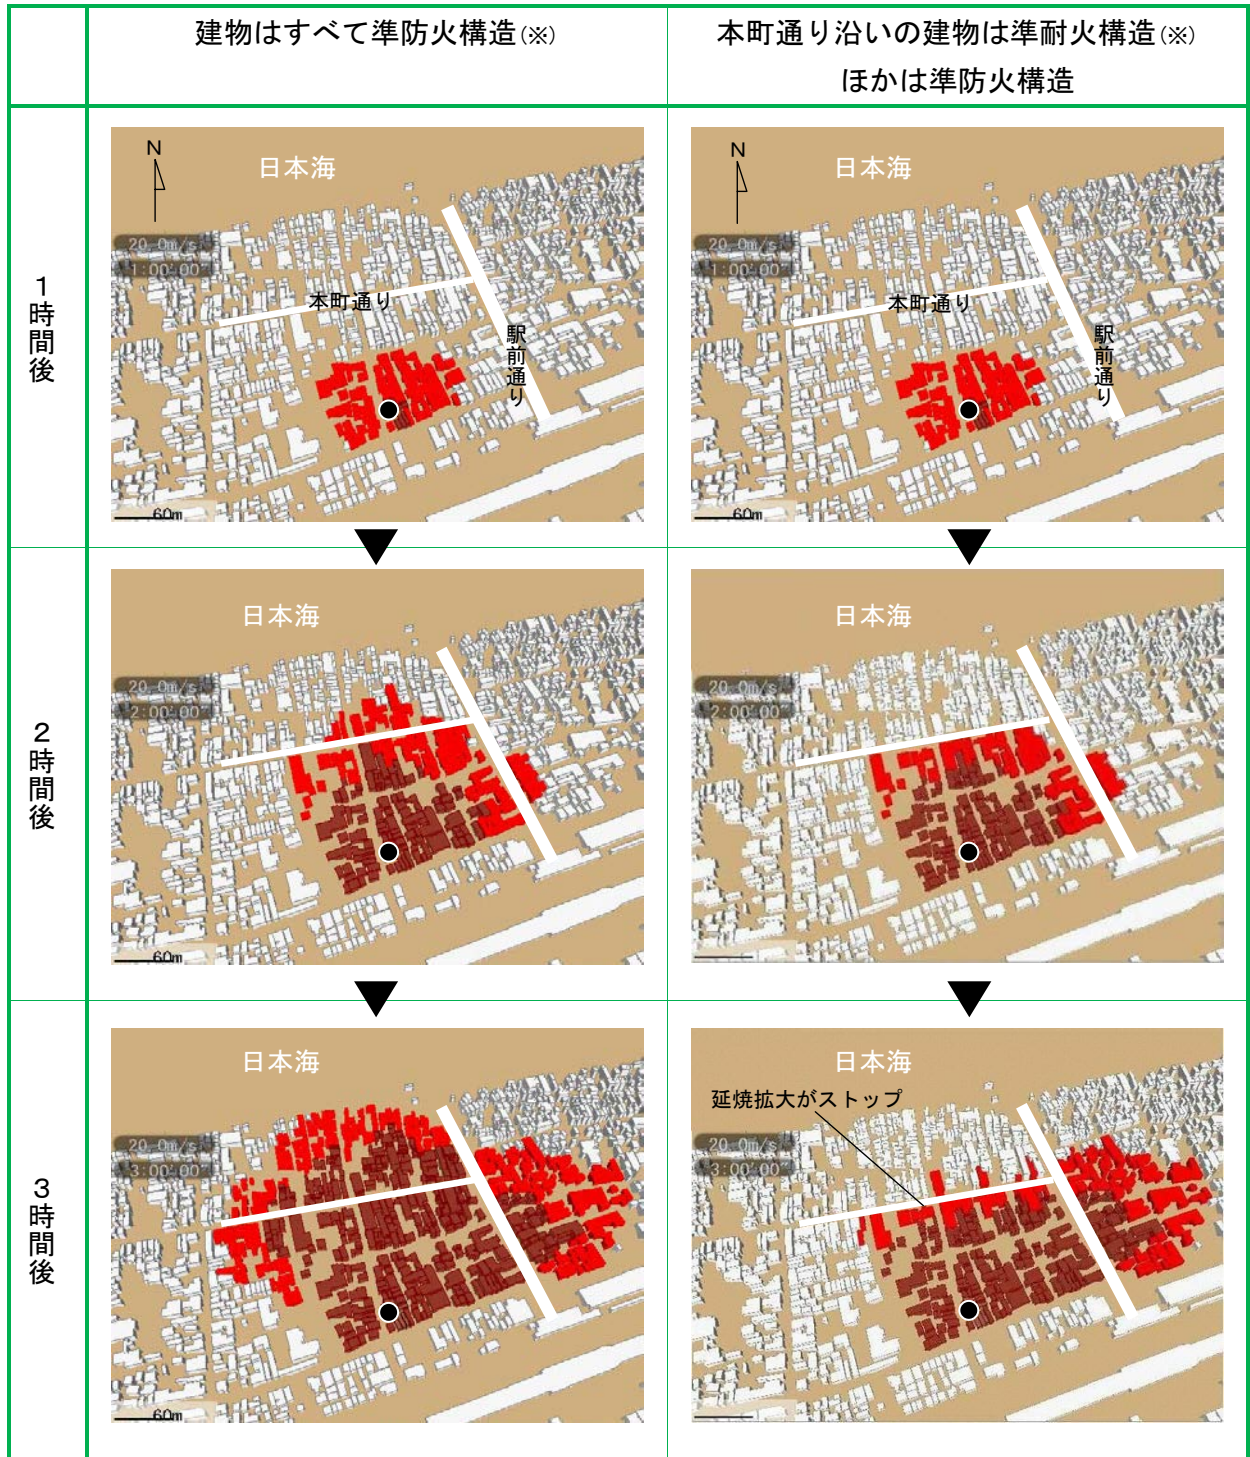 建物はすべて準防火構造(※)
本町通り沿いの建物は準耐火構造(※)
ほかは準防火構造
1時間後
N
日本海
20.0m/s
1:00'00"
本町通り
駅前通り
60m
N
日本海
20.0m/s
1:00'00"
本町通り
駅前通り
60m
2時間後
日本海
20.0m/s
2:00'00"
60m
日本海
20.0m/s
2:00'00"
3時間後
日本海
20.0m/s
3:00'00"
60m
日本海
延焼拡大がストップ
20.0m/s
3:00'00"